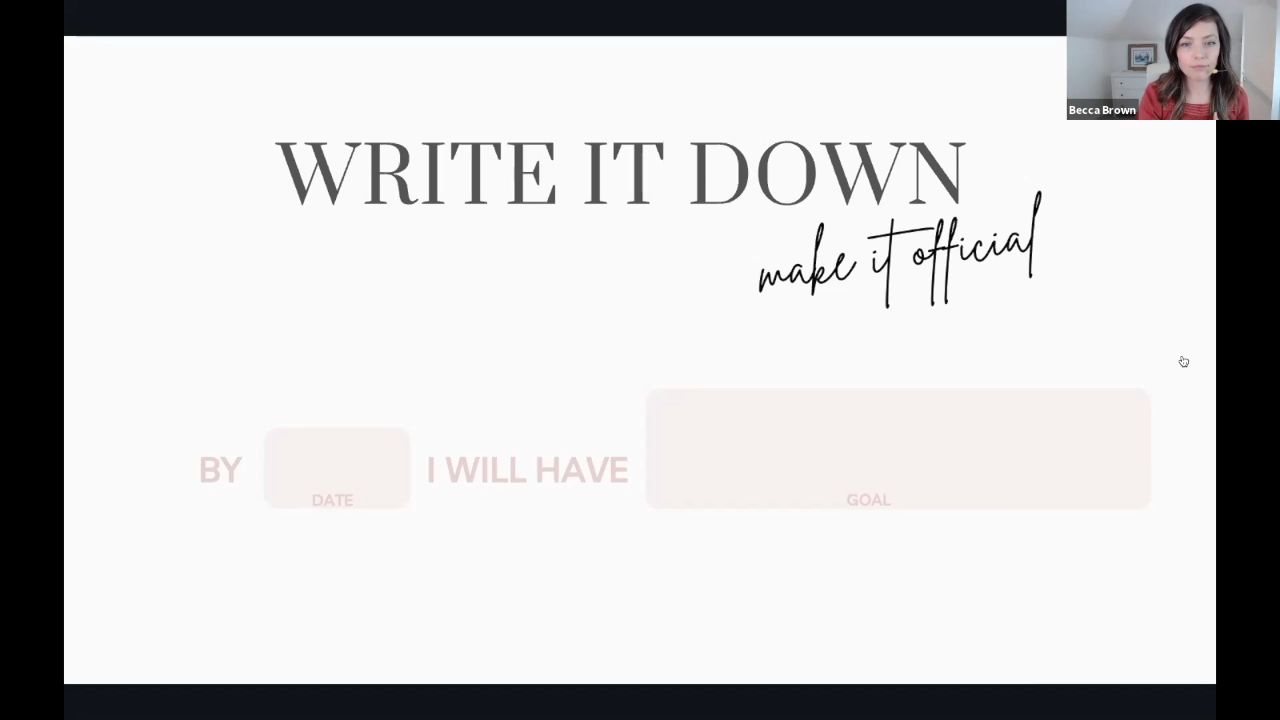 Becca Brown
WRITE IT DOWN
make it official
BY
DATE
I WILL HAVE
GOAL